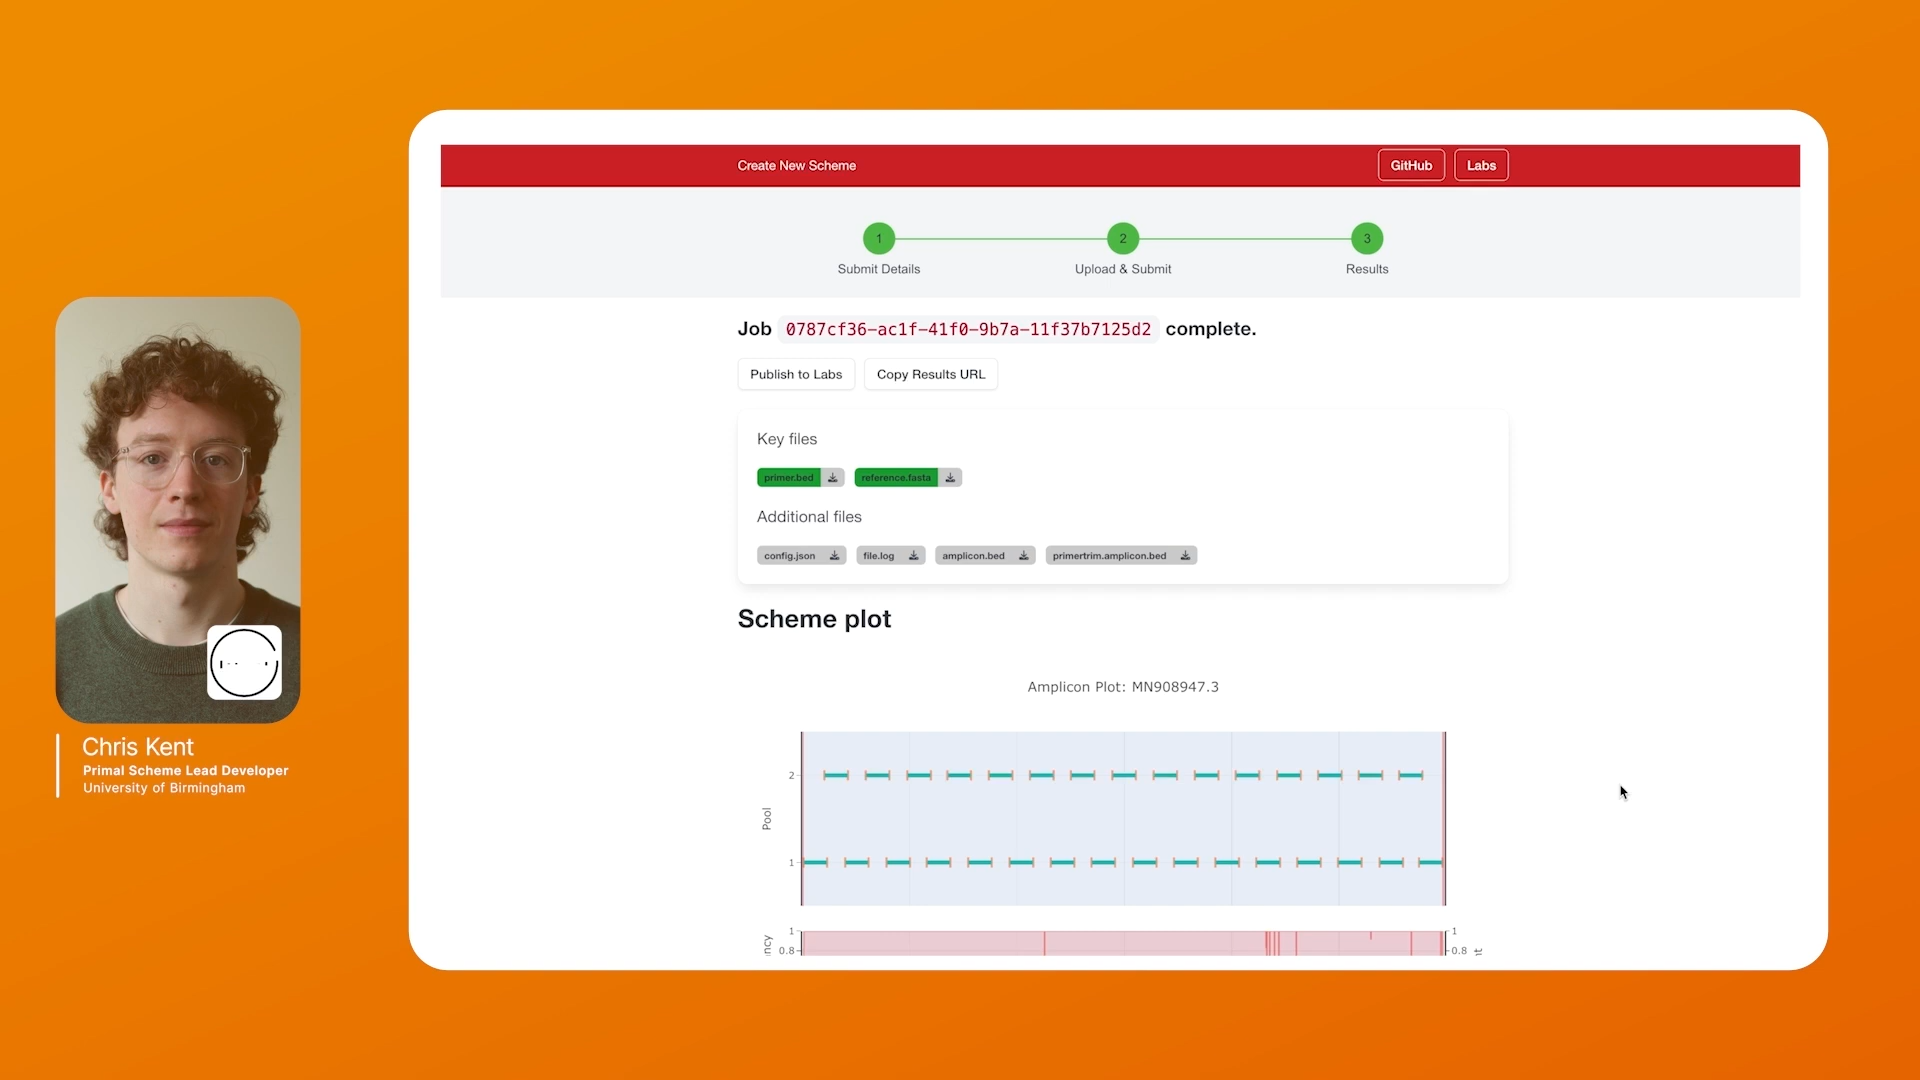 Create New Scheme
GitHub
Labs
1
2
3
Submit Details
Upload & Submit
Results
Job 0787cf36-ac1f-41f0-9b7a-11f37b7125d2 complete.
Publish to Labs
Copy Results URL
Key files
primer.bed
reference.fasta
Additional files
config.json
file.log
amplicon.bed
primertrim.amplicon.bed
Scheme plot
Amplicon Plot: MN908947.3
2
Pool
1
1
0.8
1
0.8
Chris Kent
Primal Scheme Lead Developer
University of Birmingham